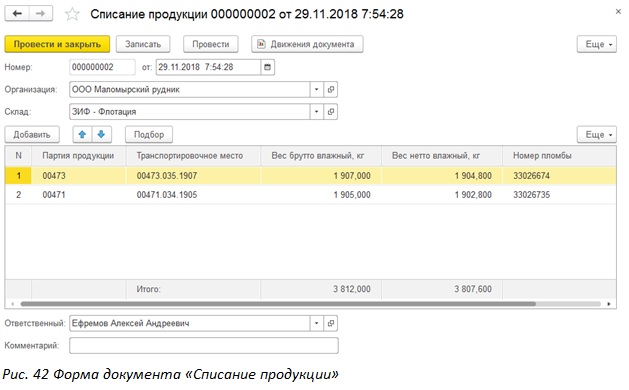 Списание продукции 000000002 от 29.11.2018 7:54:28
Провести и закрыть Записать Провести Движения документа Еще
Номер: 000000002 от: 29.11.2018 7:54:28
Организация: ООО Маломырский рудник
Склад: ЗИФ - Флотация
Добавить Подбор Еще
N Партия продукции Транспортировочное место Вес брутто влажный, кг Вес нетто влажный, кг Номер пломбы
1 00473 00473.035.1907 1 907,000 1 904,800 33026674
2 00471 00471.034.1905 1 905,000 1 902,800 33026735
Итого: 3 812,000 3 807,600
Ответственный: Ефремов Алексей Андреевич
Комментарий:
Рис. 42 Форма документа «Списание продукции»